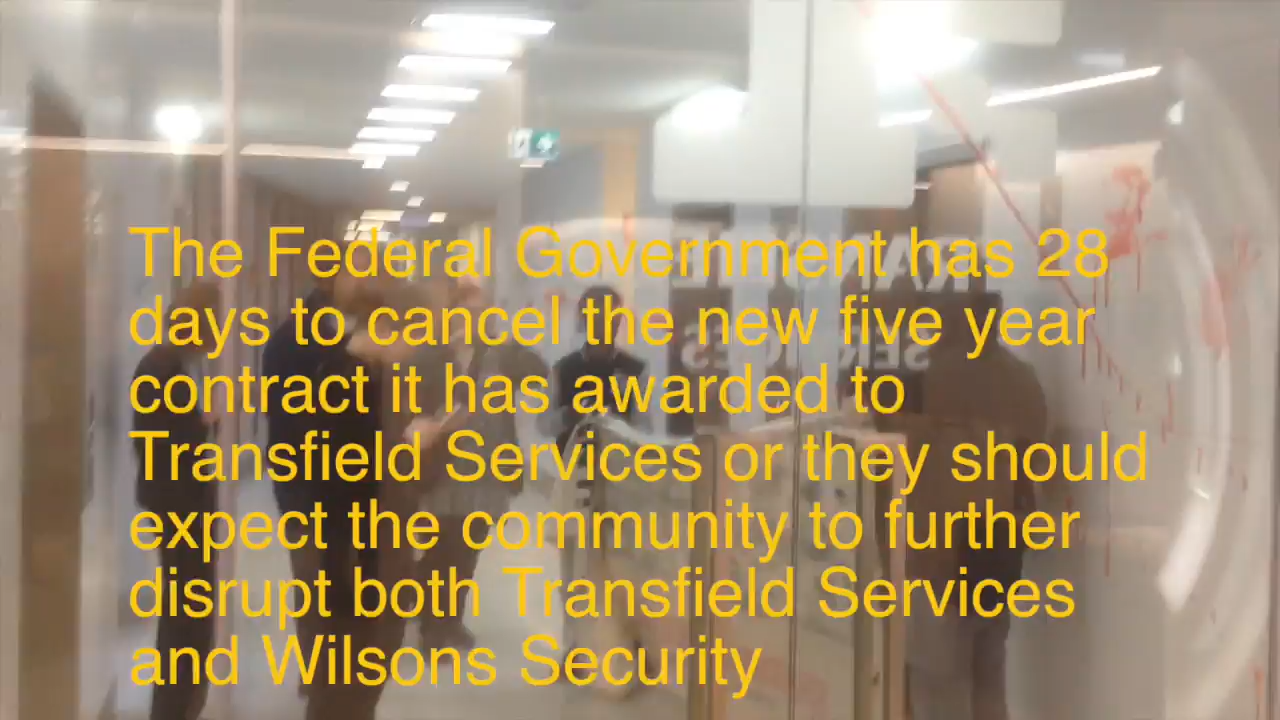 The Federal Government has 28
days to cancel the new five year
contract it has awarded to
Transfield Services or they should
expect the community to further
disrupt both Transfield Services
and Wilsons Security